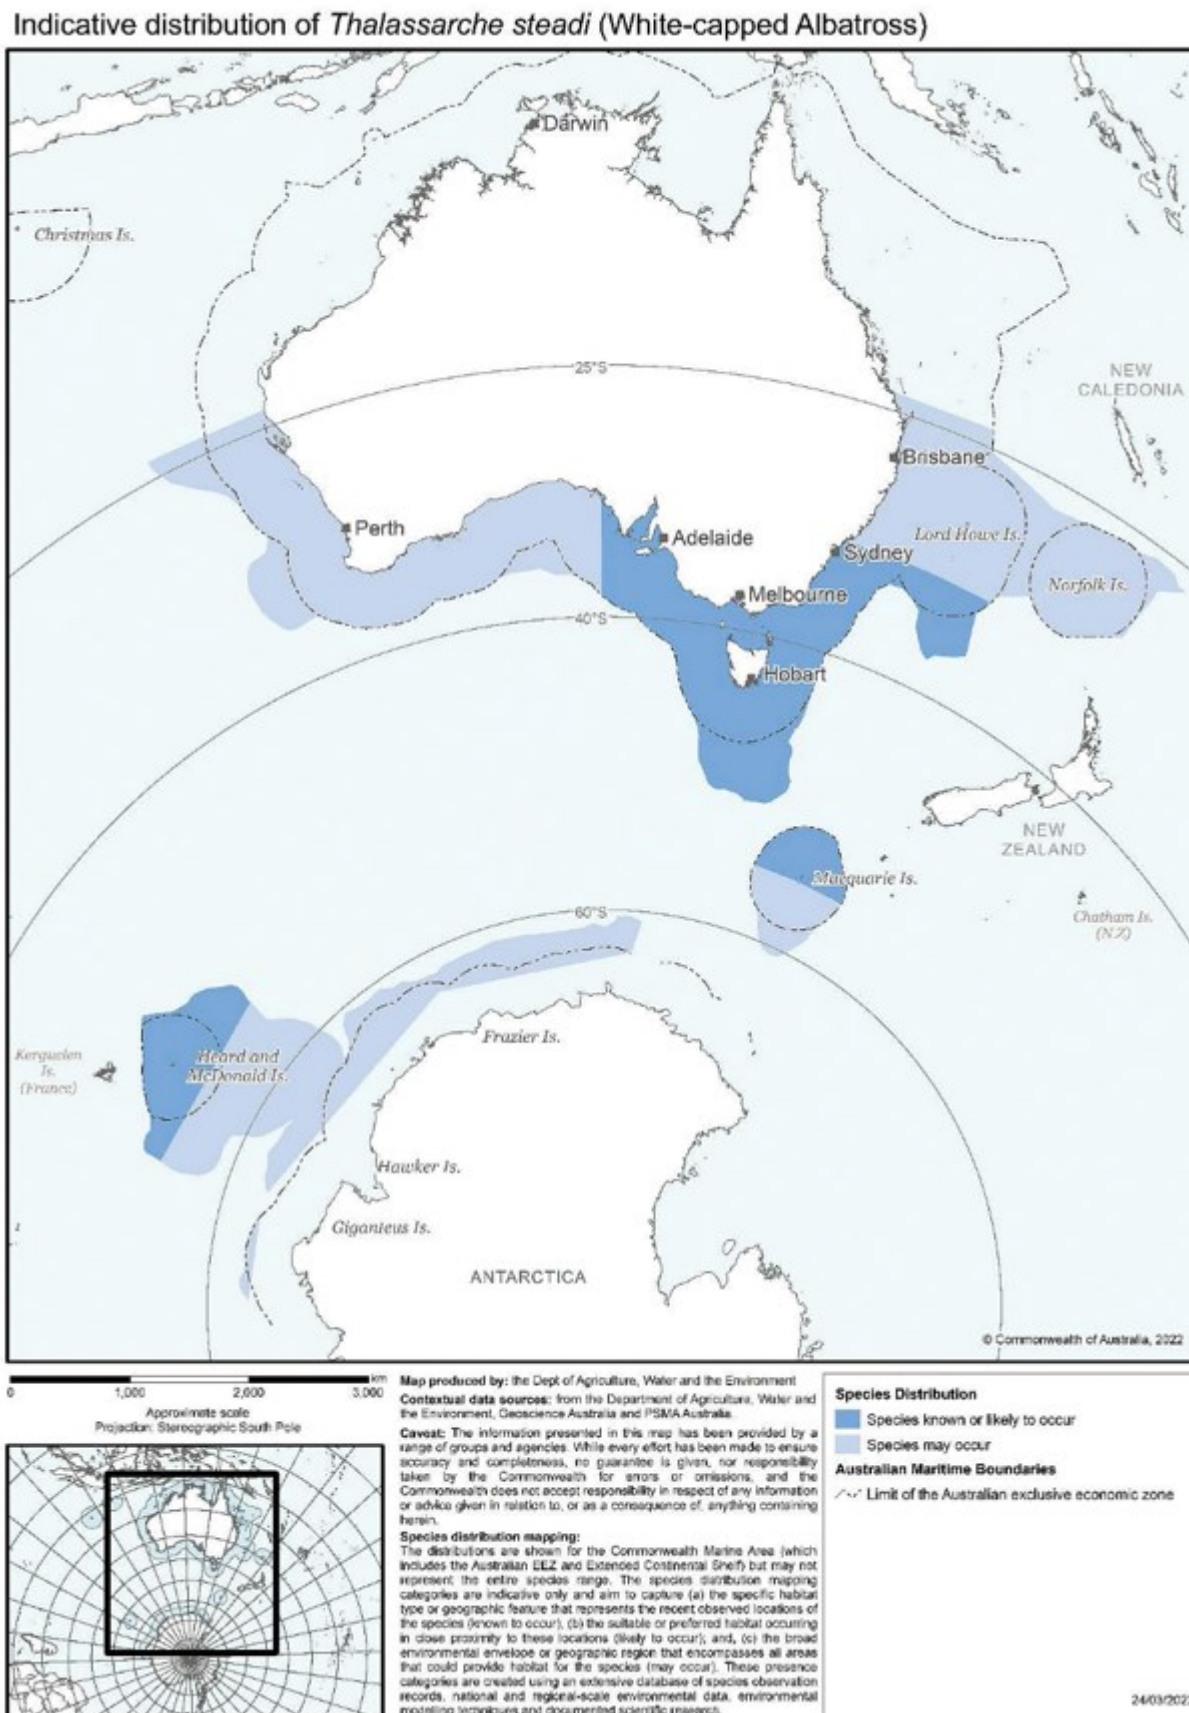 Indicative distribution of Thalassarche steadi (White-capped Albatross)
Darwin
Christmas Is.
25°S
NEW
CALEDONIA
Brisbane
Perth
Adelaide
Lord Howe Is.
Sydney
Norfolk Is.
Melbourne
40°S
Hobart
NEW
ZEALAND
Macquarie Is.
60°S
Chatham Is.
(N.Z)
Frazier Is.
Kerguelen
Is.
(France)
Heard and
McDonald Is.
Hawker Is.
Giganteus Is.
ANTARCTICA
© Commonwealth of Australia, 2022
km
0 1,000 2,000 3,000
Approximate scale
Projection: Stereographic South Pole
Map produced by: the Dept of Agriculture, Water and the Environment
Contextual data sources: from the Department of Agriculture, Water and
the Environment, Geoscience Australia and PSMA Australia.
Caveat: The information presented in this map has been provided by a
range of groups and agencies. While every effort has been made to ensure
accuracy and completeness, no guarantee is given, nor responsibility
taken by the Commonwealth for errors or omissions, and the
Commonwealth does not accept responsibility in respect of any information
or advice given in relation to, or as a consequence of, anything containing
herein.
Species distribution mapping:
The distributions are shown for the Commonwealth Marine Area (which
includes the Australian EEZ and Extended Continental Shelf) but may not
represent the entire species range. The species distribution mapping
categories are indicative only and aim to capture (a) the specific habitat
type or geographic feature that represents the recent observed locations of
the species (known to occur), (b) the suitable or preferred habitat occurring
in close proximity to these locations (likely to occur); and, (c) the broad
environmental envelope or geographic region that encompasses all areas
that could provide habitat for the species (may occur). These presence
categories are created using an extensive database of species observation
records, national and regional-scale environmental data, environmental
modelling techniques and documented scientific research.
Species Distribution
Species known or likely to occur
Species may occur
Australian Maritime Boundaries
Limit of the Australian exclusive economic zone